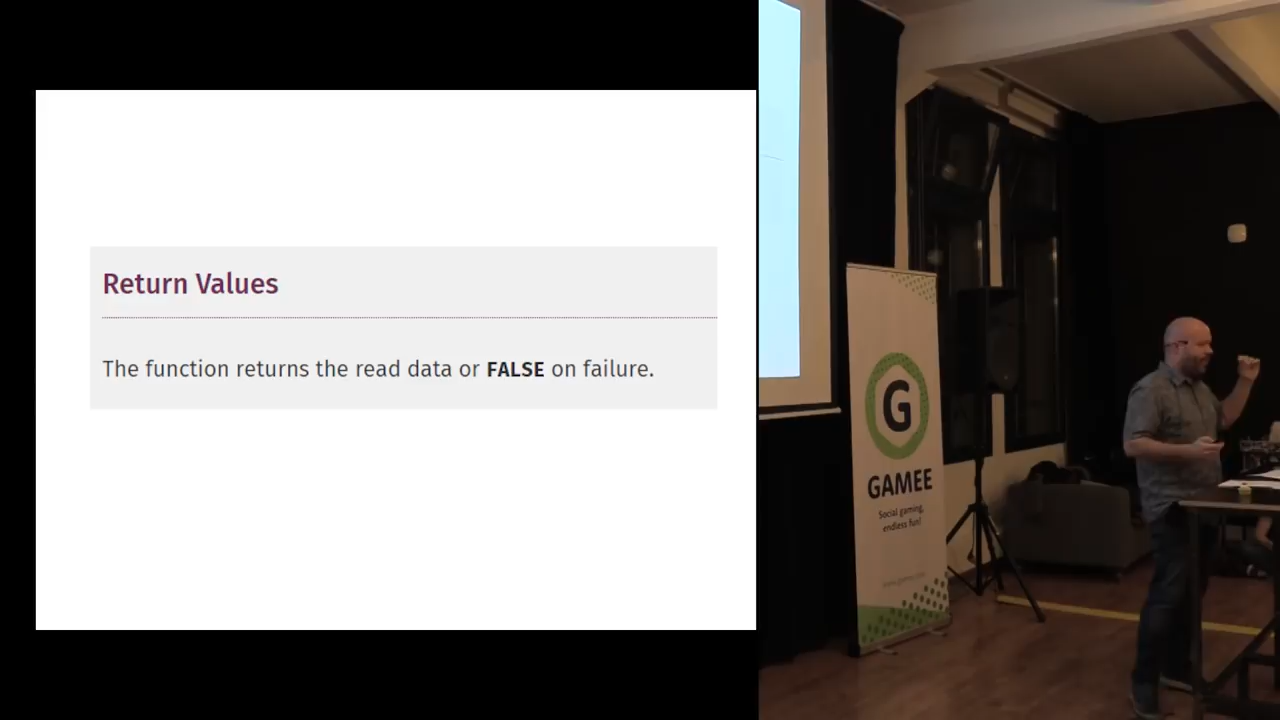 Return Values
The function returns the read data or FALSE on failure.
G
GAMEE
Social gaming,
endless fun!